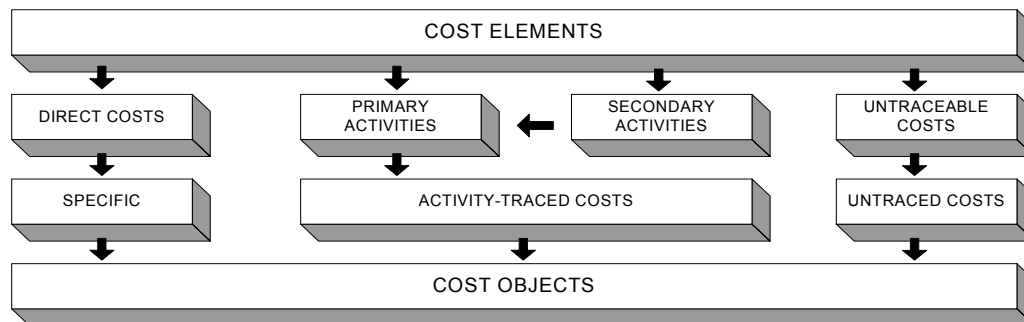 COST ELEMENTS
DIRECT COSTS
PRIMARY
ACTIVITIES
SECONDARY
ACTIVITIES
UNTRACEABLE
COSTS
SPECIFIC
ACTIVITY-TRACED COSTS
UNTRACED COSTS
COST OBJECTS